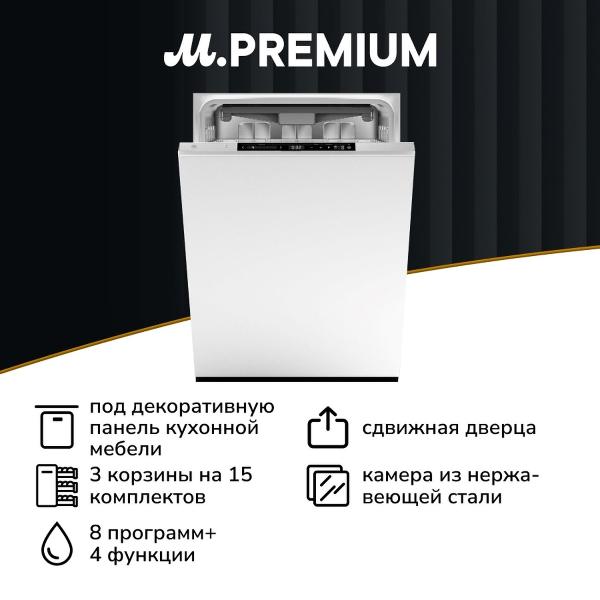 м.PREMIUM
под декоративную
панель кухонной
мебели
3 корзины на 15
комплектов
8 программ+
4 функции
сдвижная дверца
камера из нержа-
веющей стали